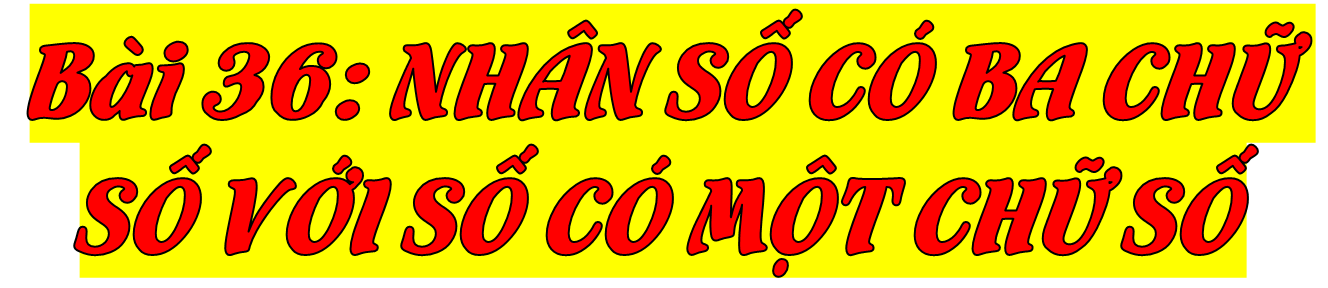 Bài 36: NHÂN SỐ CÓ BA CHỮ
SỐ VỚI SỐ CÓ MỘT CHỮ SỐ